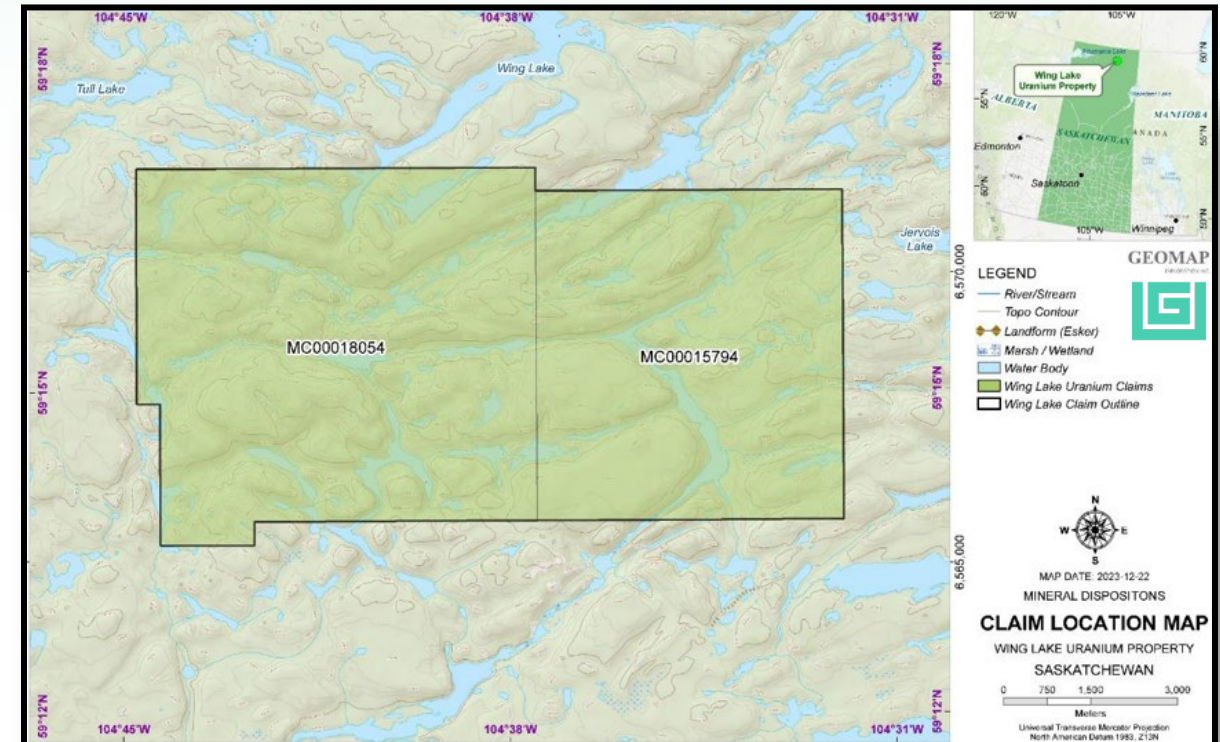 104°45'W
104°38'W
104°31'W
59°18'N
59°18'N
Tull Lake
Wing Lake
Jervois
Lake
MC00018054
MC00015794
59°15'N
59°15'N
6,570,000
6,565,000
59°12'N
59°12'N
104°45'W
104°38'W
104°31'W
120°W
105°W
60°N
Wing Lake
Uranium Property
55°N
ALBERTA
MANITOBA
SASKATCHEWAN
CANADA
55°N
Edmonton
Saskatoon
60°N
Winnipeg
105°W
GEOMAP
LEGEND
River/Stream
Topo Contour
Landform (Esker)
Marsh / Wetland
Water Body
Wing Lake Uranium Claims
Wing Lake Claim Outline
N
W
E
S
MAP DATE: 2023-12-22
MINERAL DISPOSITONS
CLAIM LOCATION MAP
WING LAKE URANIUM PROPERTY
SASKATCHEWAN
0 750 1,500 3,000
Meters
Universal Transverse Mercator Projection
North American Datum 1983, Z13N